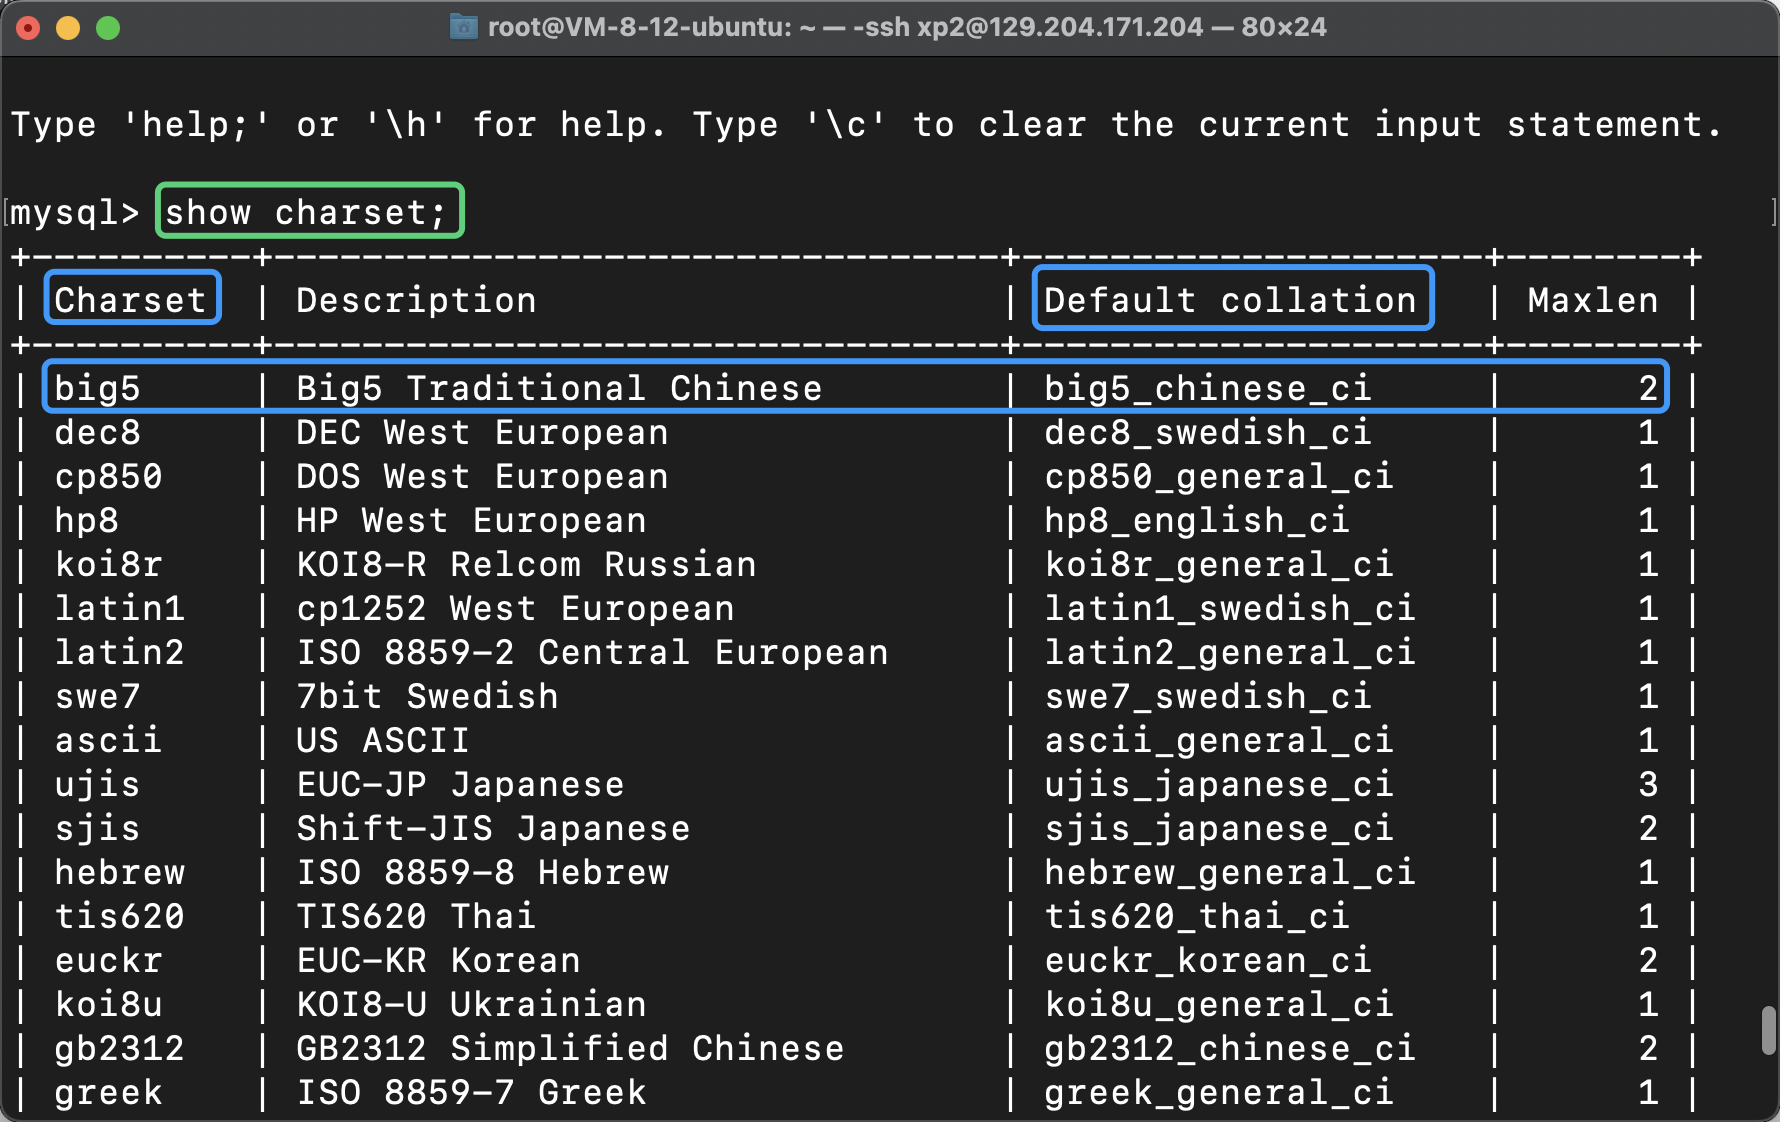 root@VM-8-12-ubuntu: ~ — -ssh xp2@129.204.171.204 — 80×24
Type 'help;' or '\h' for help. Type '\c' to clear the current input statement.
[mysql> show charset; ]
+----------+---------------------------------+---------------------+--------+
| Charset  | Description                     | Default collation   | Maxlen |
+----------+---------------------------------+---------------------+--------+
| big5     | Big5 Traditional Chinese        | big5_chinese_ci     |      2 |
| dec8     | DEC West European               | dec8_swedish_ci     |      1 |
| cp850    | DOS West European               | cp850_general_ci    |      1 |
| hp8      | HP West European                | hp8_english_ci      |      1 |
| koi8r    | KOI8-R Relcom Russian           | koi8r_general_ci    |      1 |
| latin1   | cp1252 West European            | latin1_swedish_ci   |      1 |
| latin2   | ISO 8859-2 Central European     | latin2_general_ci   |      1 |
| swe7     | 7bit Swedish                    | swe7_swedish_ci     |      1 |
| ascii    | US ASCII                        | ascii_general_ci    |      1 |
| ujis     | EUC-JP Japanese                 | ujis_japanese_ci    |      3 |
| sjis     | Shift-JIS Japanese              | sjis_japanese_ci    |      2 |
| hebrew   | ISO 8859-8 Hebrew               | hebrew_general_ci   |      1 |
| tis620   | TIS620 Thai                     | tis620_thai_ci      |      1 |
| euckr    | EUC-KR Korean                   | euckr_korean_ci     |      2 |
| koi8u    | KOI8-U Ukrainian                | koi8u_general_ci    |      1 |
| gb2312   | GB2312 Simplified Chinese       | gb2312_chinese_ci   |      2 |
| greek    | ISO 8859-7 Greek                | greek_general_ci    |      1 |